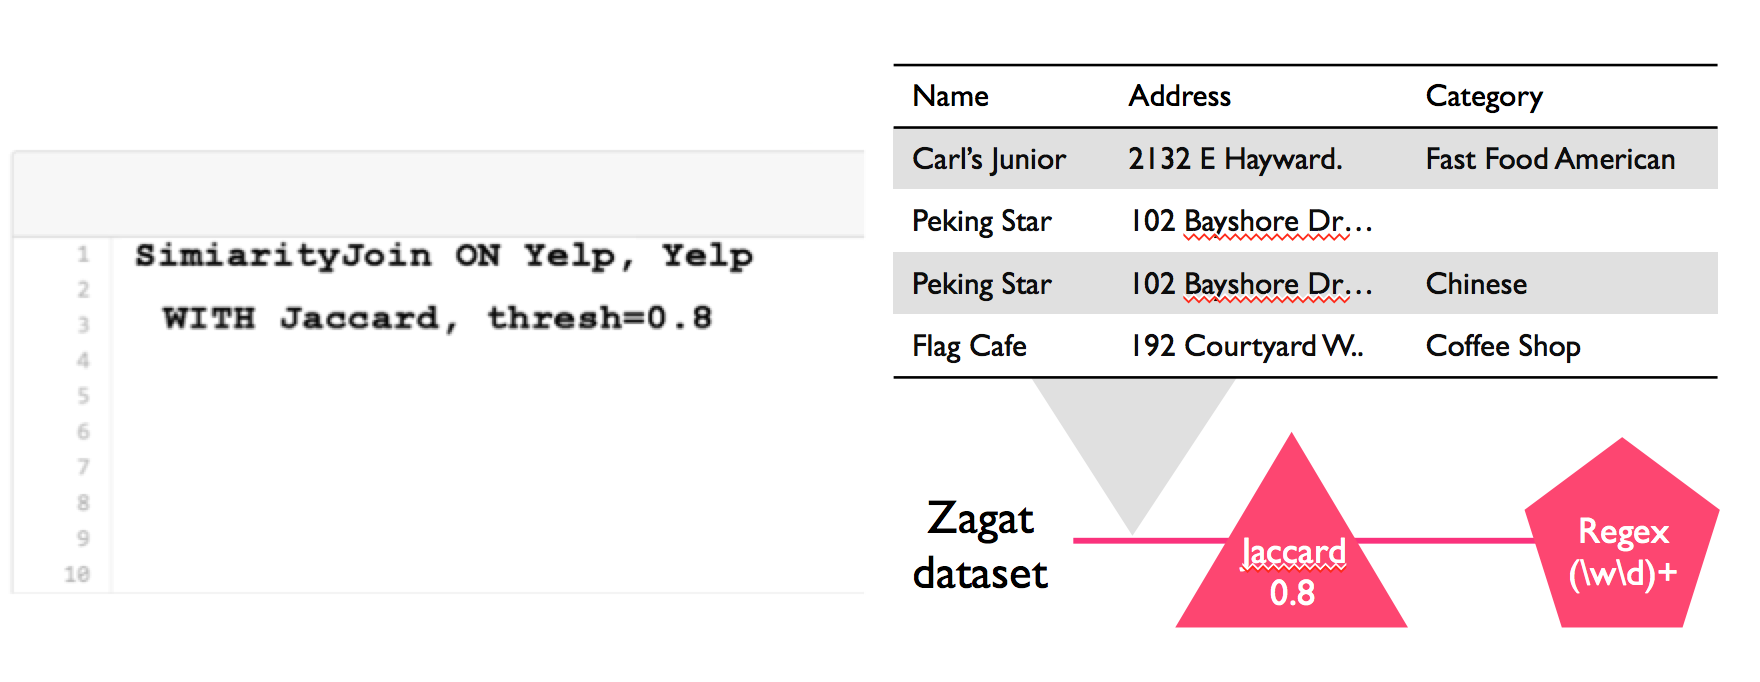 1 SimiarityJoin ON Yelp, Yelp
2
3 WITH Jaccard, thresh=0.8
4
5
6
7
8
9
10
Name Address Category
Carl's Junior 2132 E Hayward. Fast Food American
Peking Star 102 Bayshore Dr...
Peking Star 102 Bayshore Dr... Chinese
Flag Cafe 192 Courtyard W.. Coffee Shop
Zagat
dataset
Jaccard
0.8
Regex
(\w\d)+